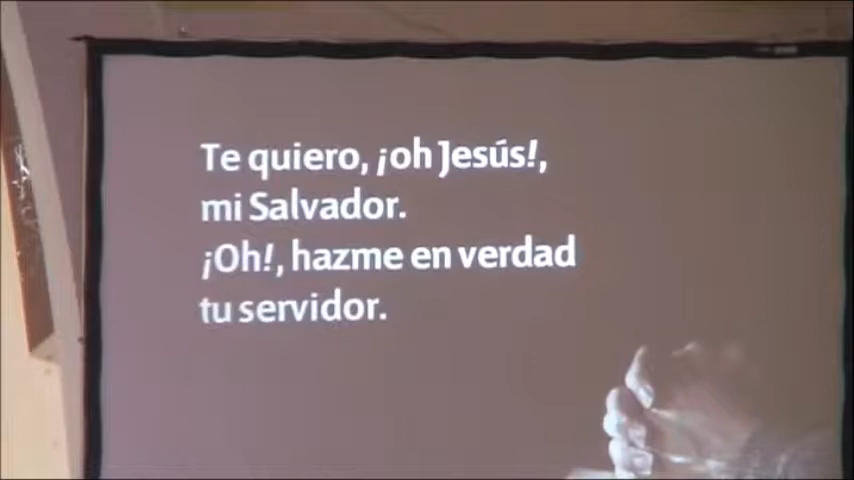 Te quiero, ¡oh Jesús!,
mi Salvador.
¡Oh!, hazme en verdad
tu servidor.